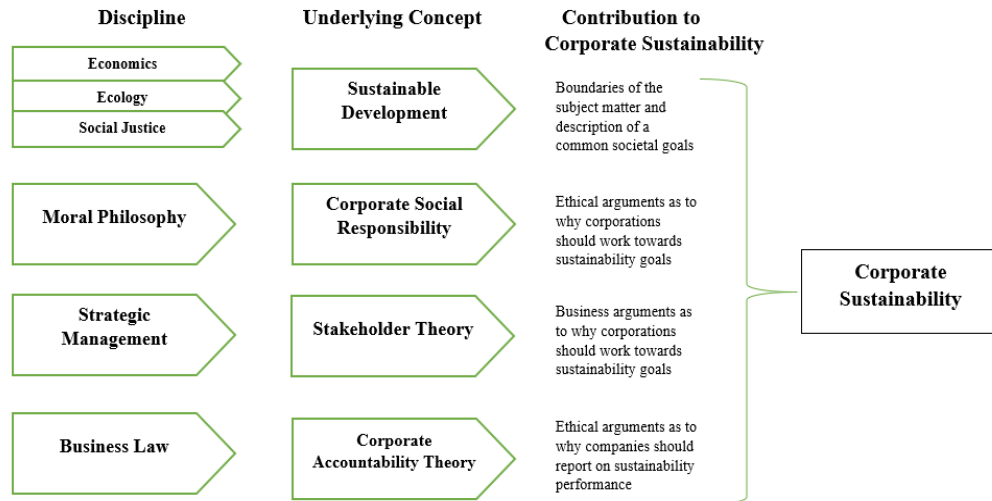 Discipline
Underlying Concept
Contribution to
Corporate Sustainability
Economics
Ecology
Social Justice
Sustainable
Development
Boundaries of the
subject matter and
description of a
common societal goals
Moral Philosophy
Corporate Social
Responsibility
Ethical arguments as to
why corporations
should work towards
sustainability goals
Strategic
Management
Stakeholder Theory
Business arguments as
to why corporations
should work towards
sustainability goals
Business Law
Corporate
Accountability Theory
Ethical arguments as to
why companies should
report on sustainability
performance
Corporate
Sustainability